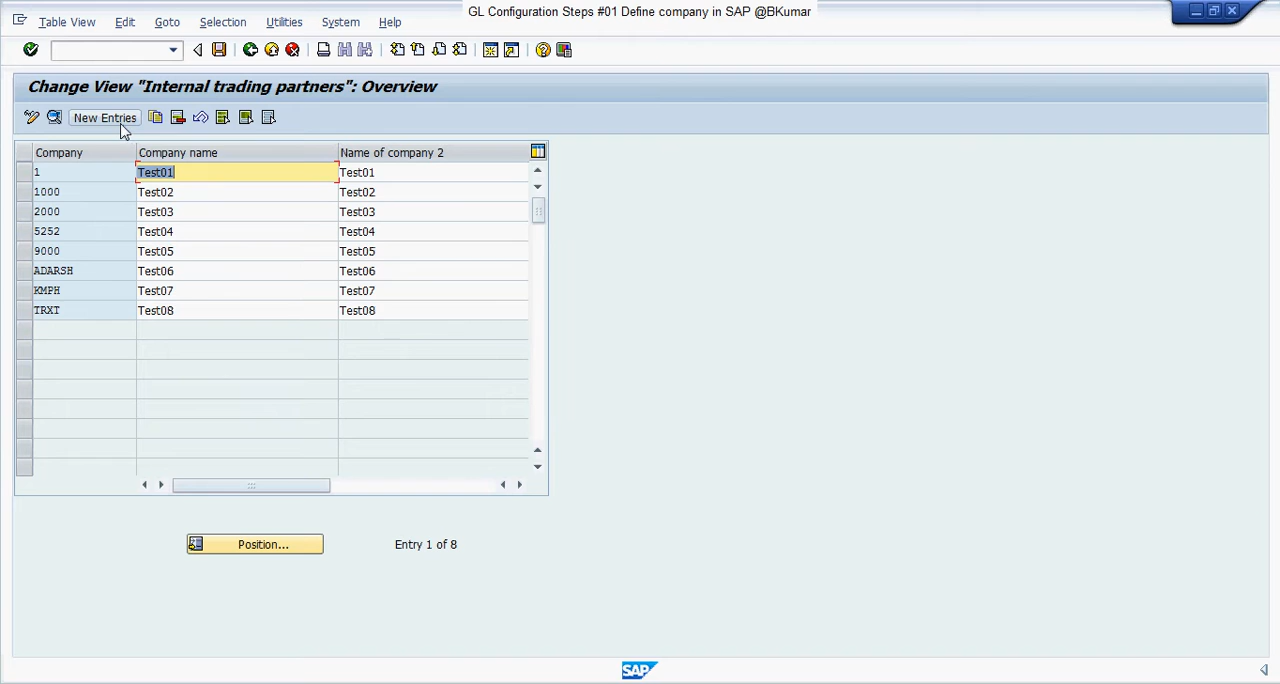 GL Configuration Steps #01 Define company in SAP @BKumar
Table View Edit Goto Selection Utilities System Help
Change View "Internal trading partners": Overview
New Entries
Company Company name Name of company 2
1 Test01 Test01
1000 Test02 Test02
2000 Test03 Test03
5252 Test04 Test04
9000 Test05 Test05
ADARSH Test06 Test06
KMPH Test07 Test07
TRXT Test08 Test08
Position... Entry 1 of 8
SAP